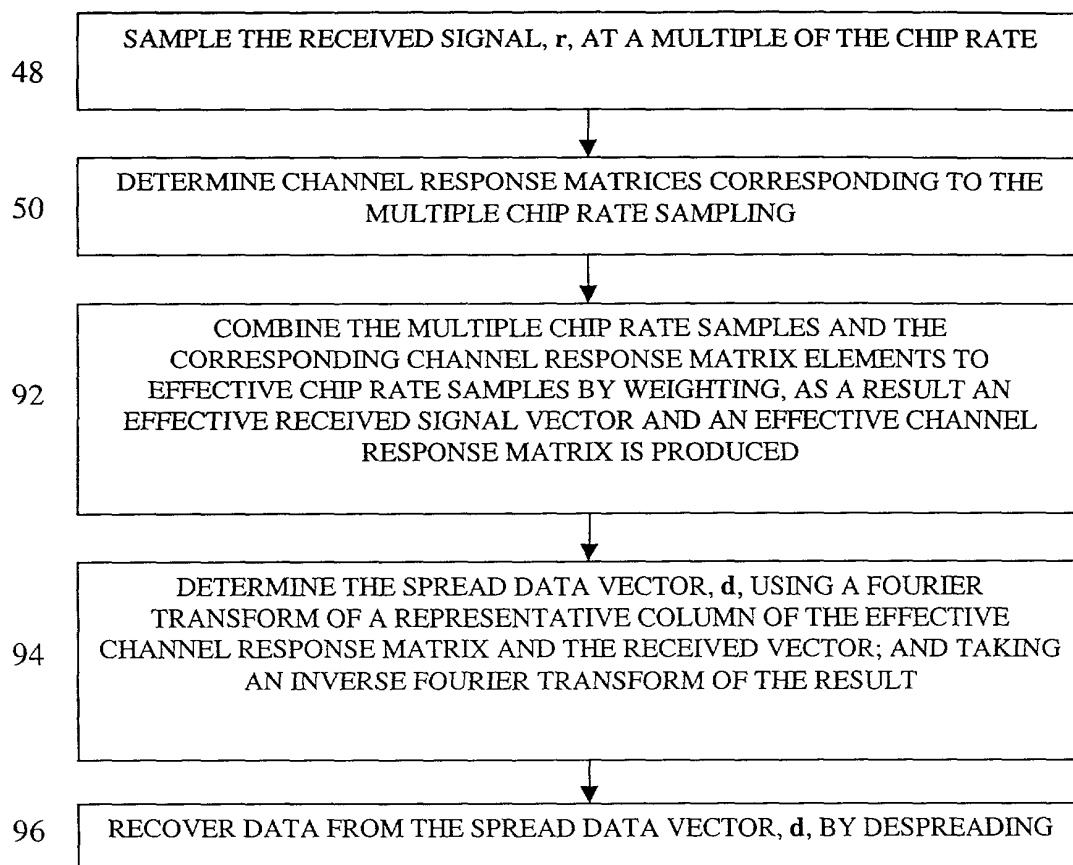 48
SAMPLE THE RECEIVED SIGNAL, r, AT A MULTIPLE OF THE CHIP RATE
50
DETERMINE CHANNEL RESPONSE MATRICES CORRESPONDING TO THE
MULTIPLE CHIP RATE SAMPLING
92
COMBINE THE MULTIPLE CHIP RATE SAMPLES AND THE
CORRESPONDING CHANNEL RESPONSE MATRIX ELEMENTS TO
EFFECTIVE CHIP RATE SAMPLES BY WEIGHTING, AS A RESULT AN
EFFECTIVE RECEIVED SIGNAL VECTOR AND AN EFFECTIVE CHANNEL
RESPONSE MATRIX IS PRODUCED
94
DETERMINE THE SPREAD DATA VECTOR, d, USING A FOURIER
TRANSFORM OF A REPRESENTATIVE COLUMN OF THE EFFECTIVE
CHANNEL RESPONSE MATRIX AND THE RECEIVED VECTOR; AND TAKING
AN INVERSE FOURIER TRANSFORM OF THE RESULT
96
RECOVER DATA FROM THE SPREAD DATA VECTOR, d, BY DESPREADING